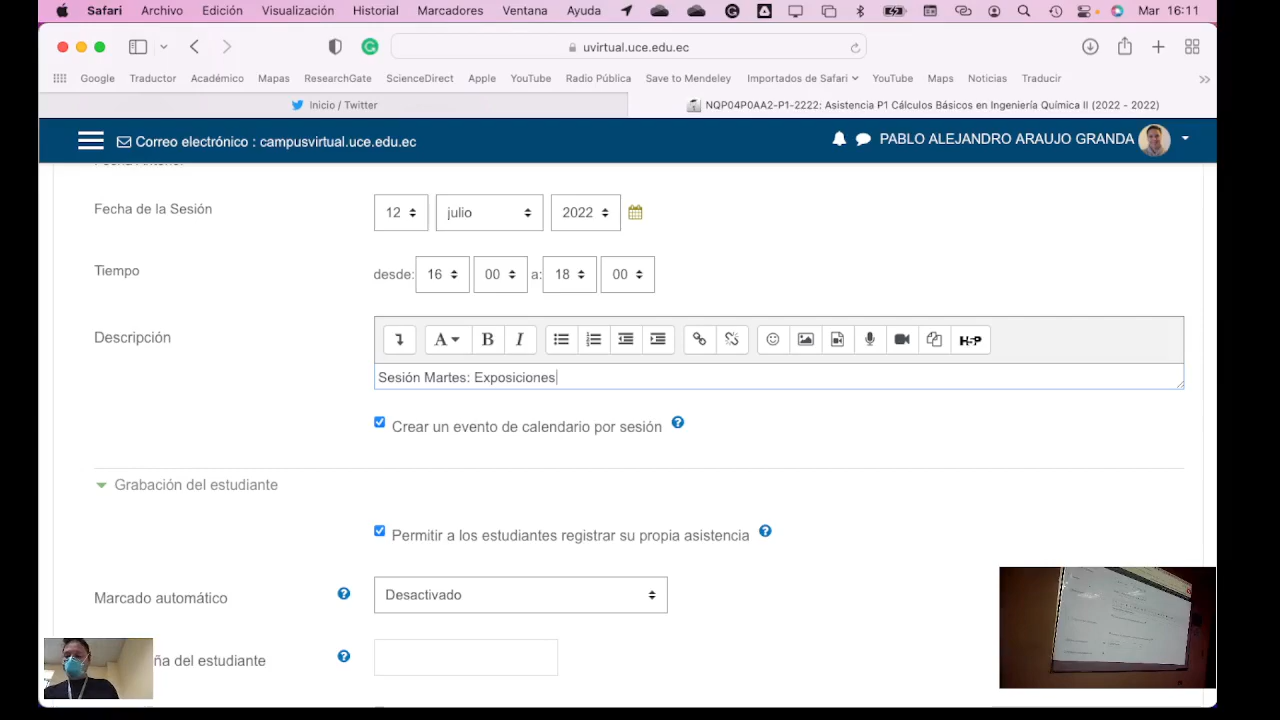 Safari Archivo Edición Visualización Historial Marcadores Ventana Ayuda Mar 16:11
uvirtual.uce.edu.ec
Google Traductor Académico Mapas ResearchGate ScienceDirect Apple YouTube Radio Pública Save to Mendeley Importados de Safari YouTube Maps Noticias Traducir
Inicio / Twitter NQP04P0AA2-P1-2222: Asistencia P1 Cálculos Básicos en Ingeniería Química II (2022 - 2022)
Correo electrónico : campusvirtual.uce.edu.ec PABLO ALEJANDRO ARAUJO GRANDA
Fecha de la Sesión 12 julio 2022
Tiempo desde: 16 00 a: 18 00
Descripción A B I H-P
Sesión Martes: Exposiciones
Crear un evento de calendario por sesión
Grabación del estudiante
Permitir a los estudiantes registrar su propia asistencia
Marcado automático Desactivado
ña del estudiante